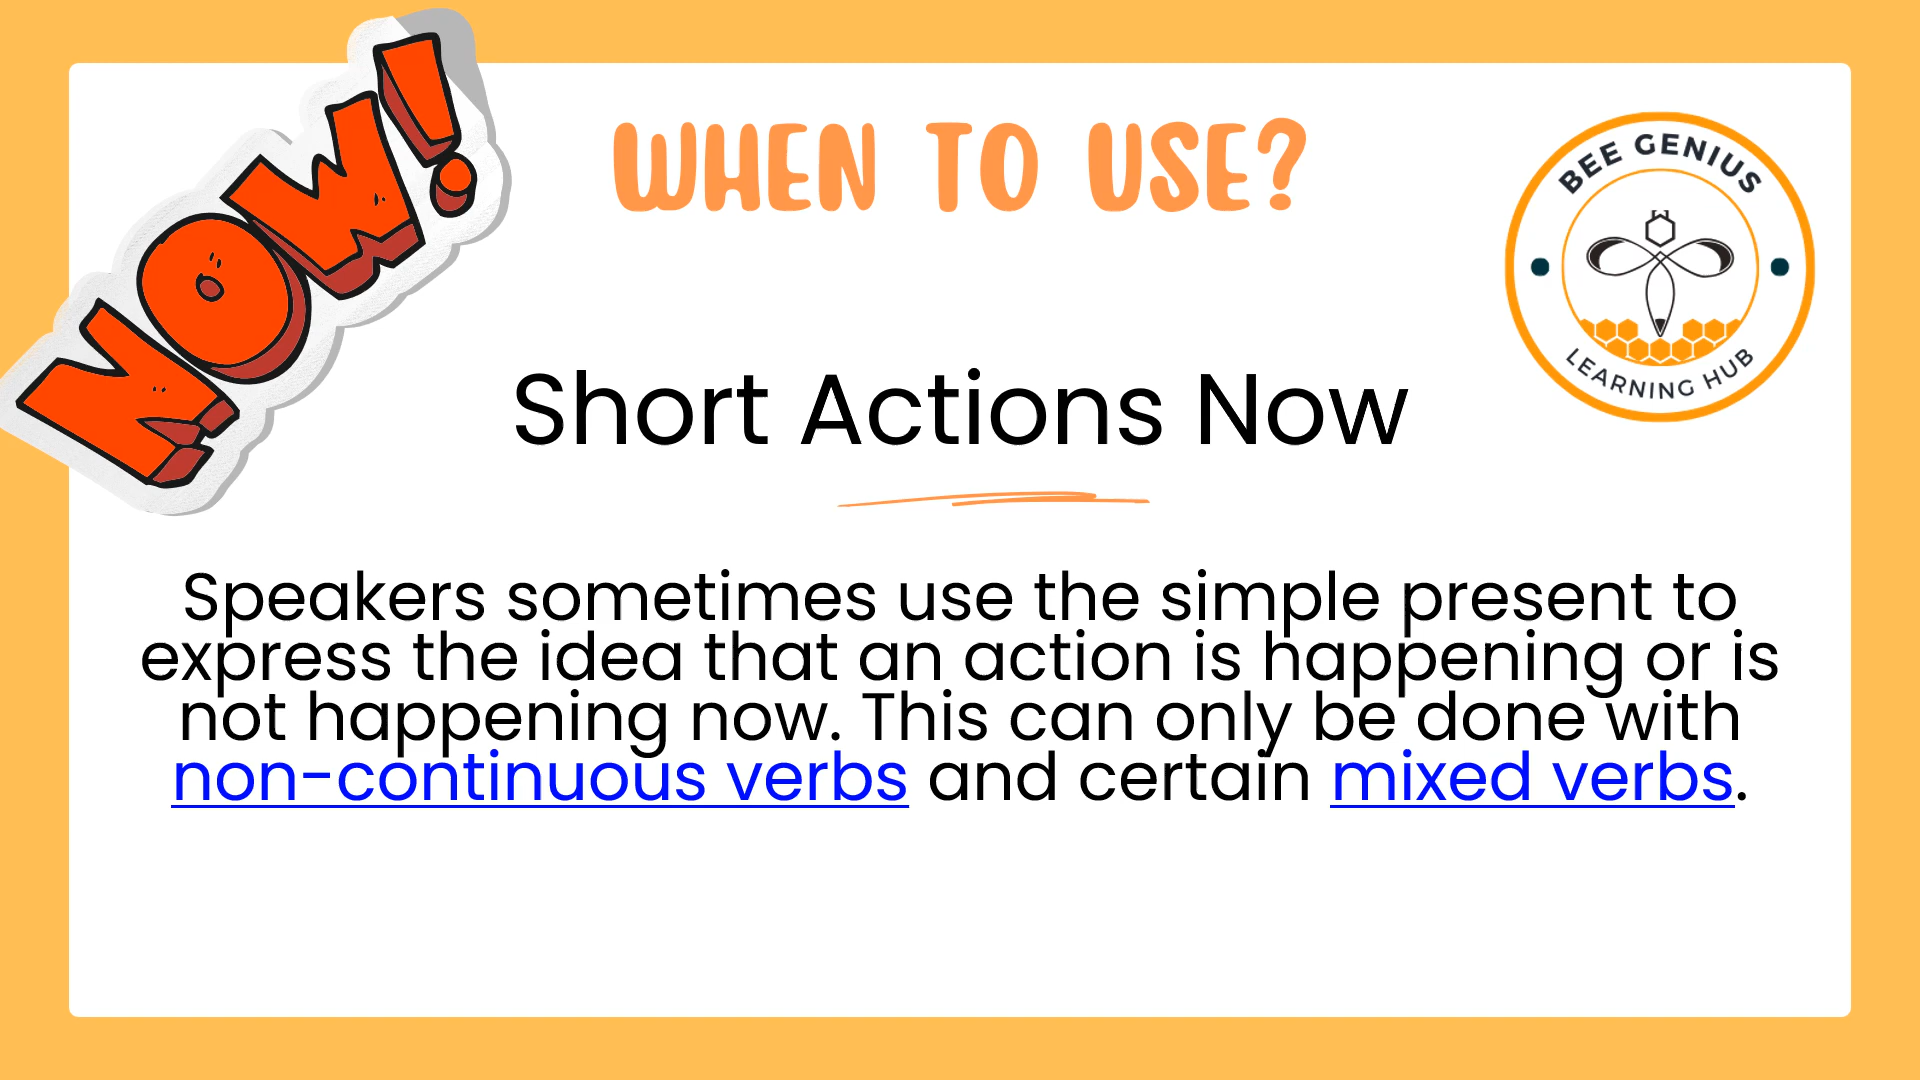 NOW!
WHEN TO USE?
BEE GENIUS
LEARNING HUB
Short Actions Now
Speakers sometimes use the simple present to
express the idea that an action is happening or is
not happening now. This can only be done with
non-continuous verbs and certain mixed verbs.